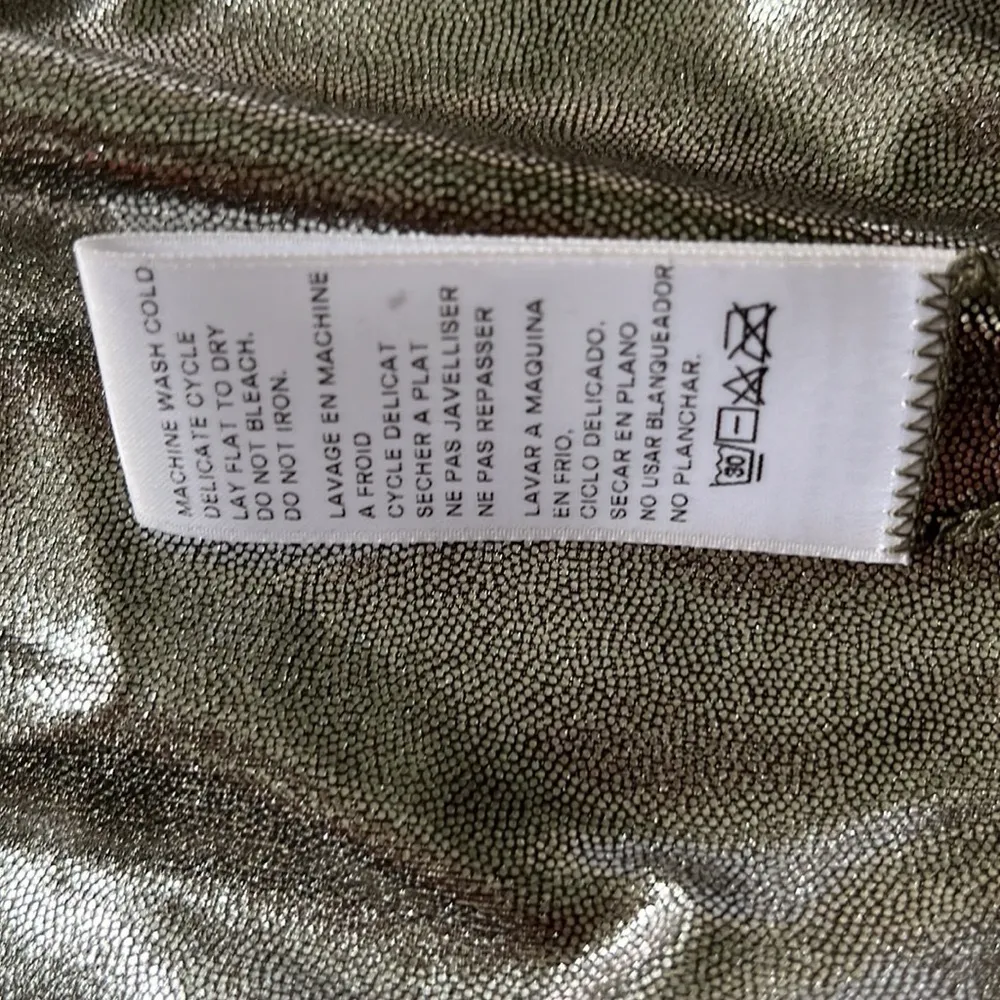 MACHINE WASH COLD
DELICATE CYCLE
LAY FLAT TO DRY
DO NOT BLEACH.
DO NOT IRON.
LAVAGE EN MACHINE
A FROID
CYCLE DELICAT
SECHER A PLAT
NE PAS JAVELLISER
NE PAS REPASSER
LAVAR A MAQUINA
EN FRIO.
CICLO DELICADO.
SECAR EN PLANO
NO USAR BLANQUEADOR
NO PLANCHAR.
30